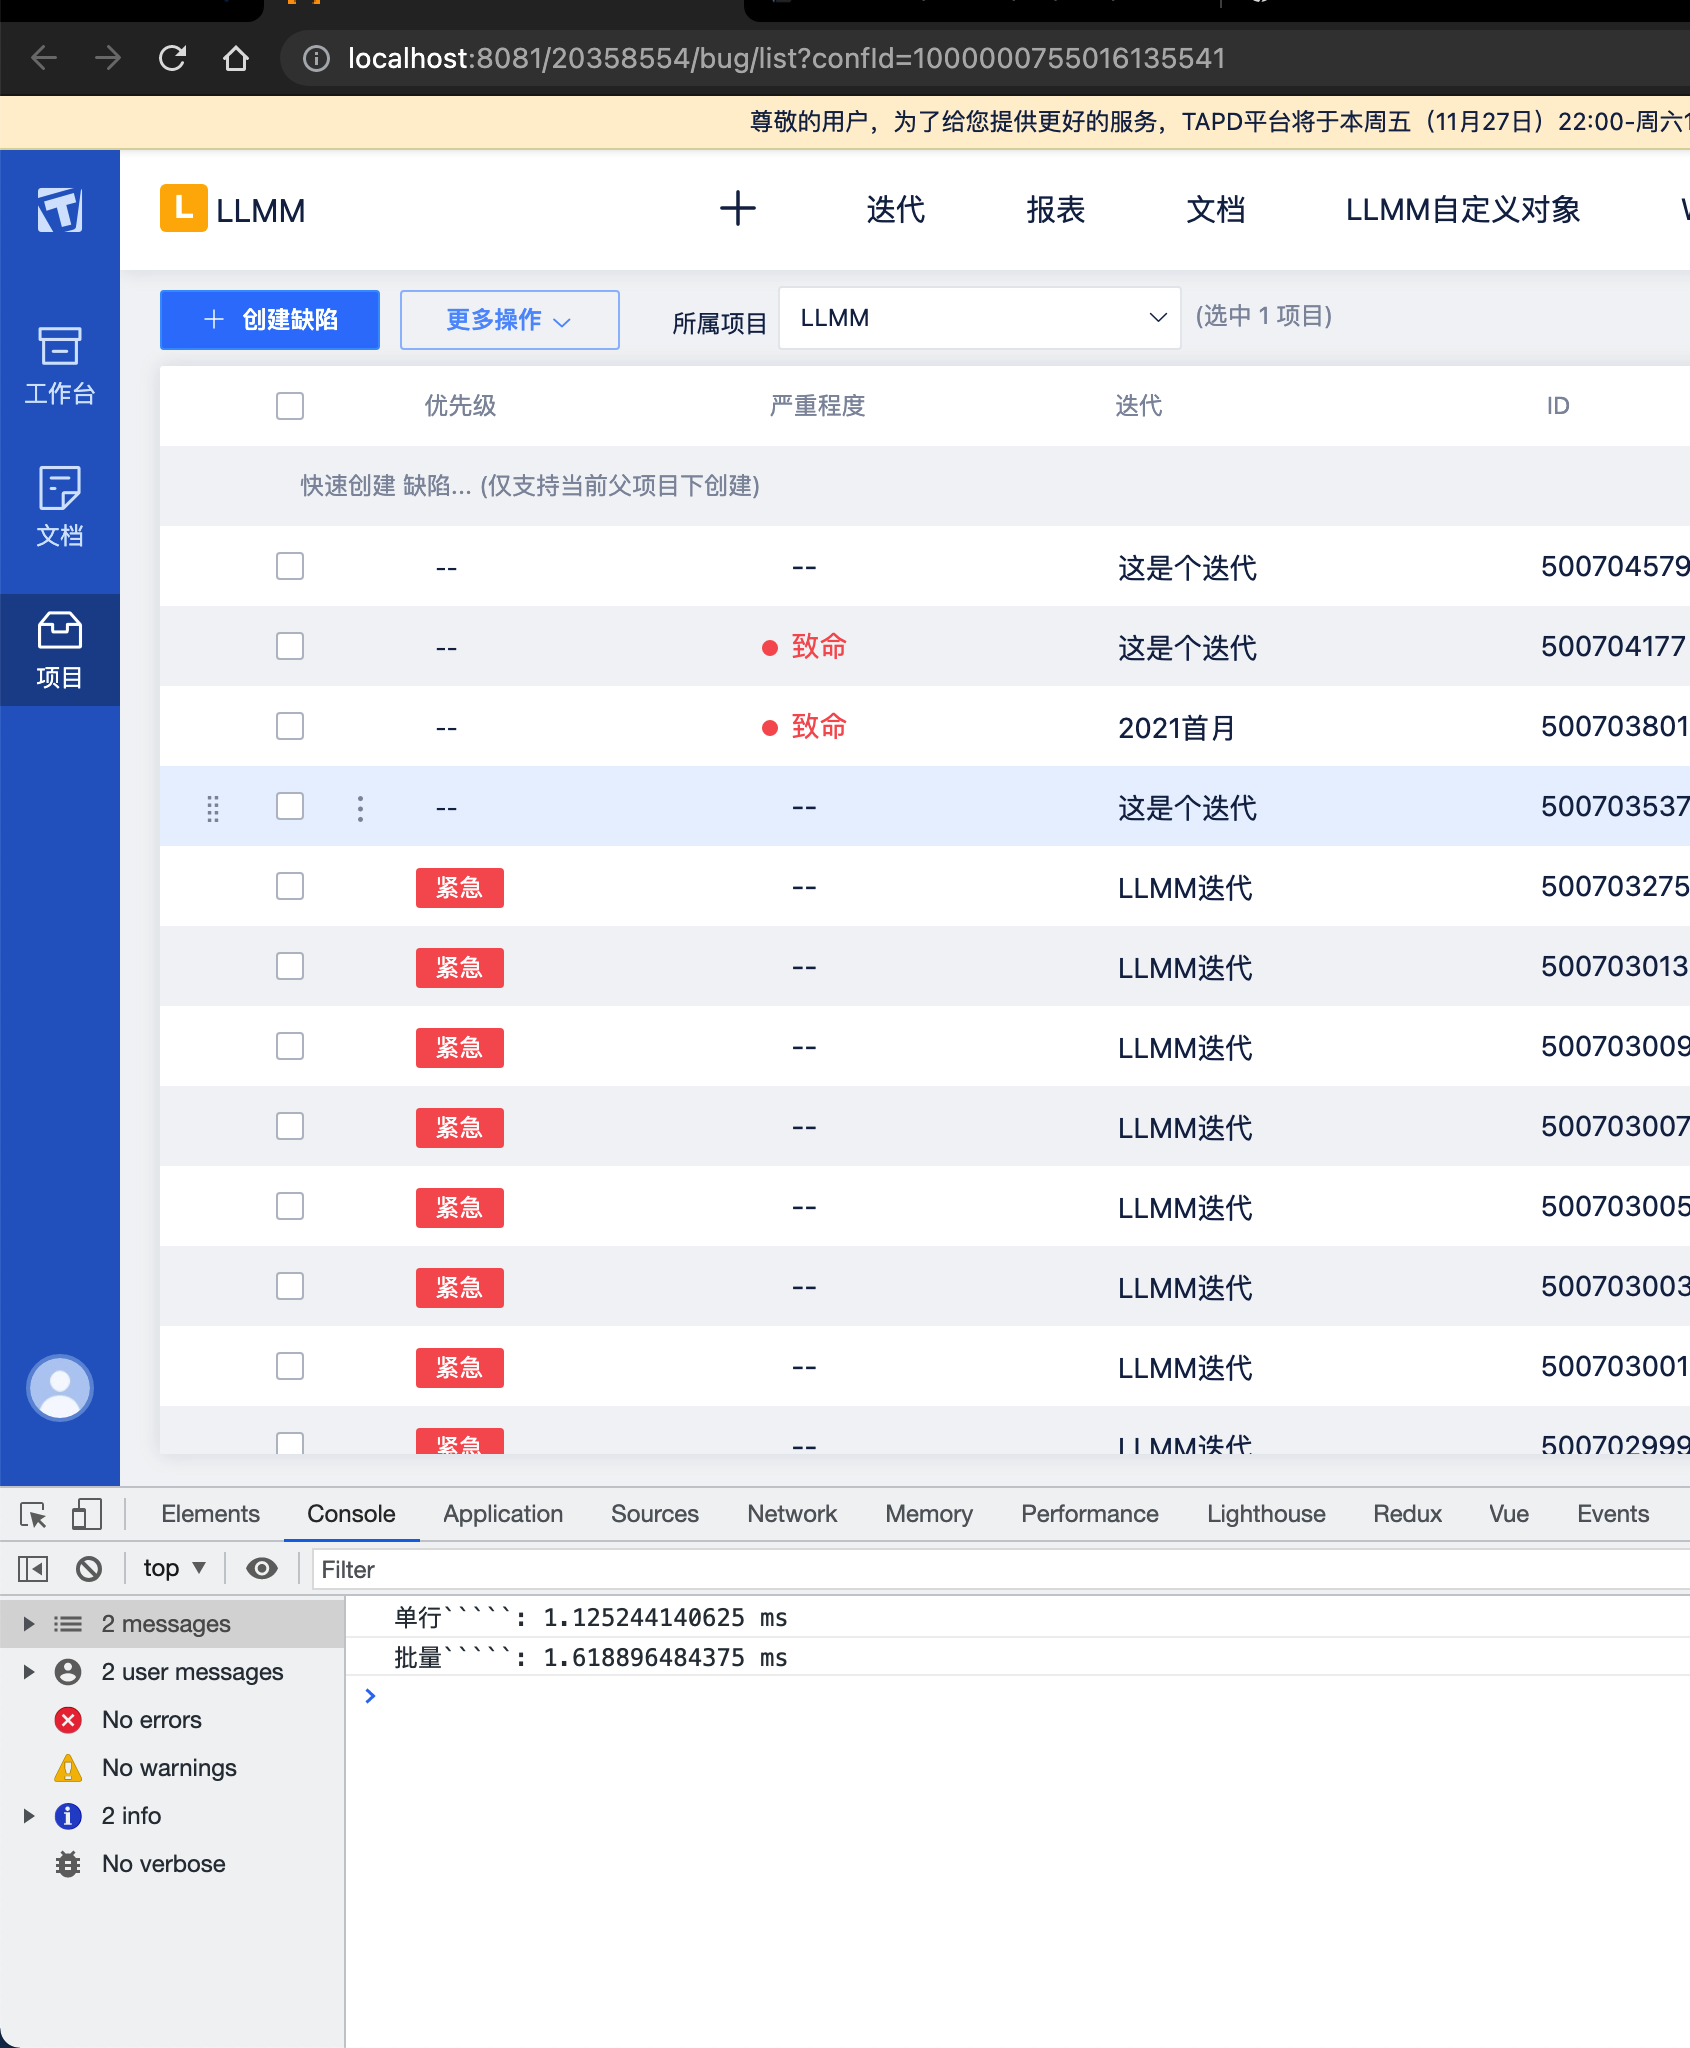 localhost:8081/20358554/bug/list?confId=1000000755016135541
尊敬的用户，为了给您提供更好的服务，TAPD平台将于本周五（11月27日）22:00-周六1
L LLMM 迭代 报表 文档 LLMM自定义对象
创建缺陷 更多操作 所属项目 LLMM (选中 1 项目)
工作台
文档
项目
优先级 严重程度 迭代 ID
快速创建 缺陷... (仅支持当前父项目下创建)
-- -- 这是个迭代 500704579
-- 致命 这是个迭代 500704177
-- 致命 2021首月 500703801
-- -- 这是个迭代 500703537
紧急 -- LLMM迭代 500703275
紧急 -- LLMM迭代 500703013
紧急 -- LLMM迭代 500703009
紧急 -- LLMM迭代 500703007
紧急 -- LLMM迭代 500703005
紧急 -- LLMM迭代 500703003
紧急 -- LLMM迭代 500703001
紧急 -- LLMM迭代 500702999
Elements Console Application Sources Network Memory Performance Lighthouse Redux Vue Events
top Filter
2 messages
2 user messages
No errors
No warnings
2 info
No verbose
单行`````: 1.125244140625 ms
批量`````: 1.618896484375 ms